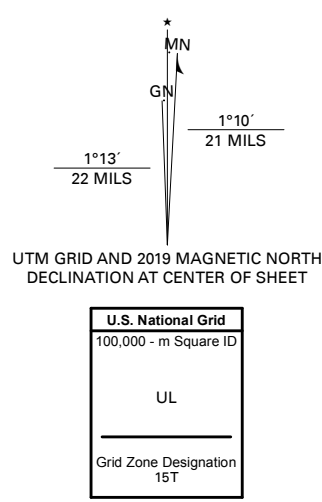 ★
MN
GN
1°10´
21 MILS
1°13´
22 MILS
UTM GRID AND 2019 MAGNETIC NORTH
DECLINATION AT CENTER OF SHEET
U.S. National Grid
100,000 - m Square ID
UL
Grid Zone Designation
15T